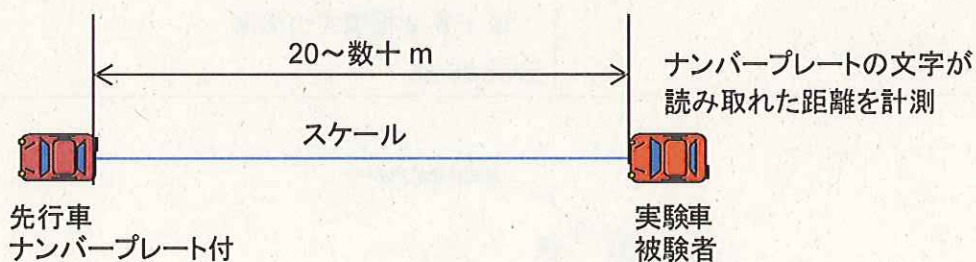 20～数十 m
ナンバープレートの文字が
読み取れた距離を計測
スケール
先行車
ナンバープレート付
実験車
被験者